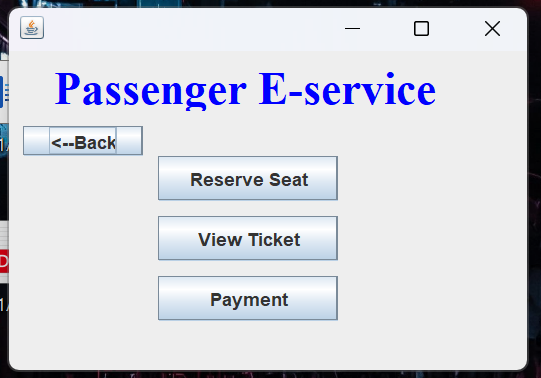 Passenger E-service
<--Back
Reserve Seat
View Ticket
Payment